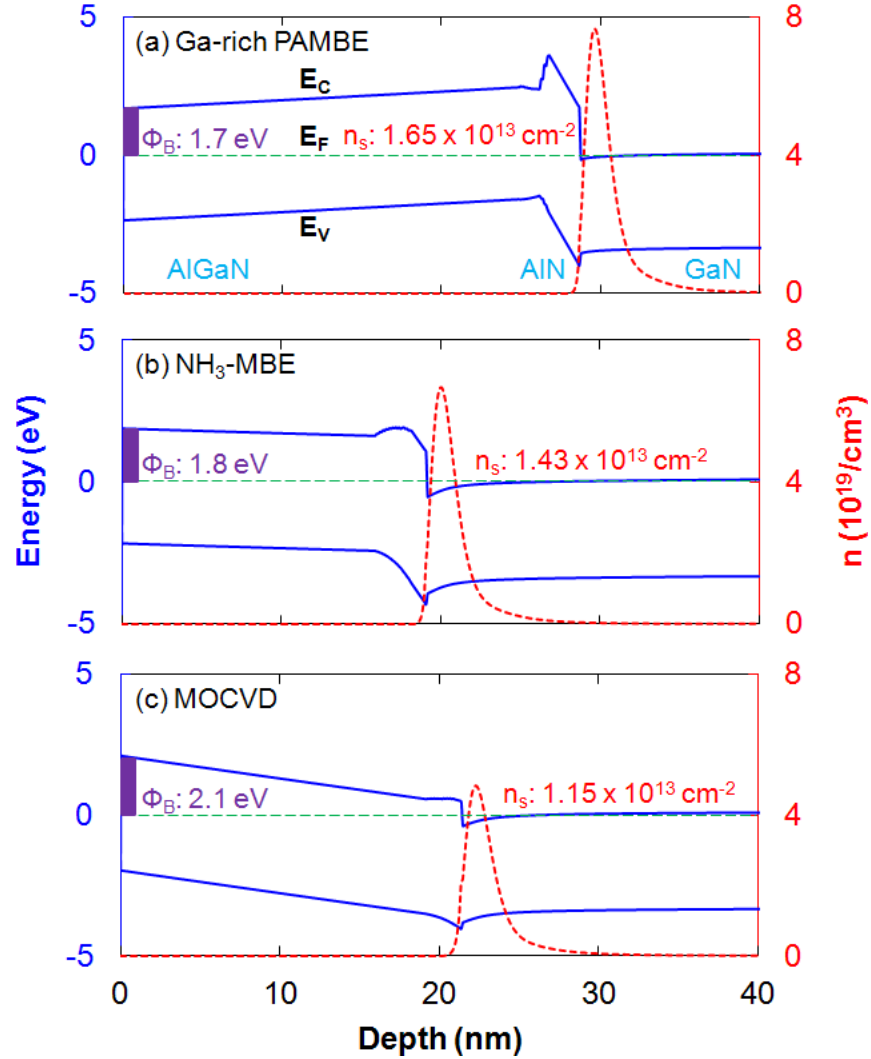 (a) Ga-rich PAMBE
E_C
Φ_B: 1.7 eV
E_F
n_s: 1.65 x 10^13 cm^-2
E_V
AlGaN
AlN
GaN
5
0
-5
8
4
0
(b) NH_3-MBE
Φ_B: 1.8 eV
n_s: 1.43 x 10^13 cm^-2
5
0
-5
8
4
0
(c) MOCVD
Φ_B: 2.1 eV
n_s: 1.15 x 10^13 cm^-2
5
0
-5
8
4
0
Energy (eV)
n (10^19/cm^3)
0
10
20
30
40
Depth (nm)